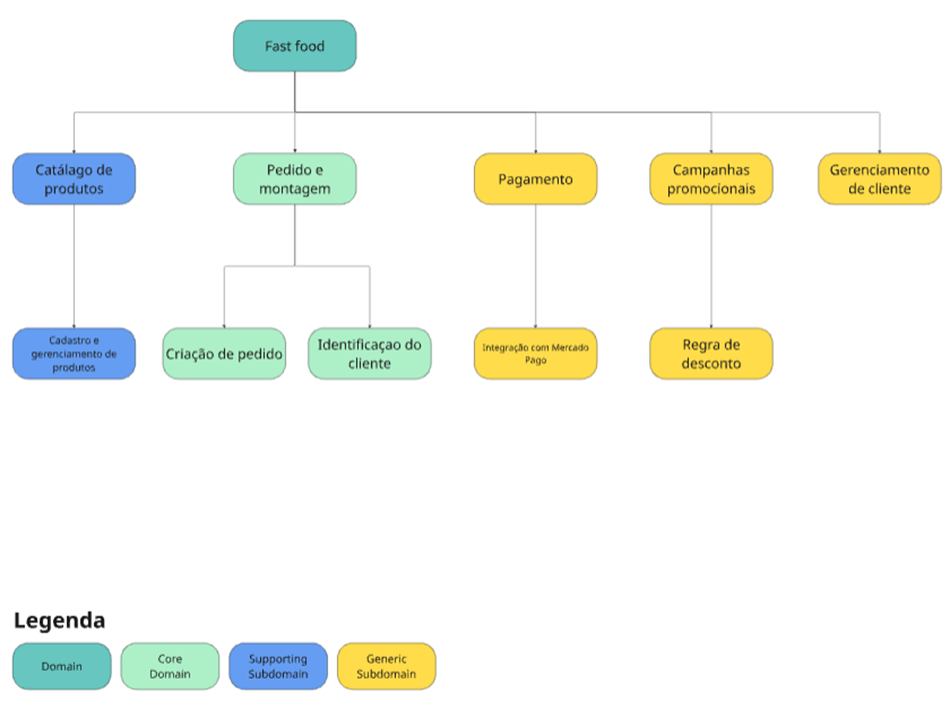 Fast food
Catálago de
produtos
Pedido e
montagem
Pagamento
Campanhas
promocionais
Gerenciamento
de cliente
Cadastro e
gerenciamento de
produtos
Criação de pedido
Identificaçao do
cliente
Integração com Mercado
Pago
Regra de
desconto
Legenda
Domain
Core
Domain
Supporting
Subdomain
Generic
Subdomain